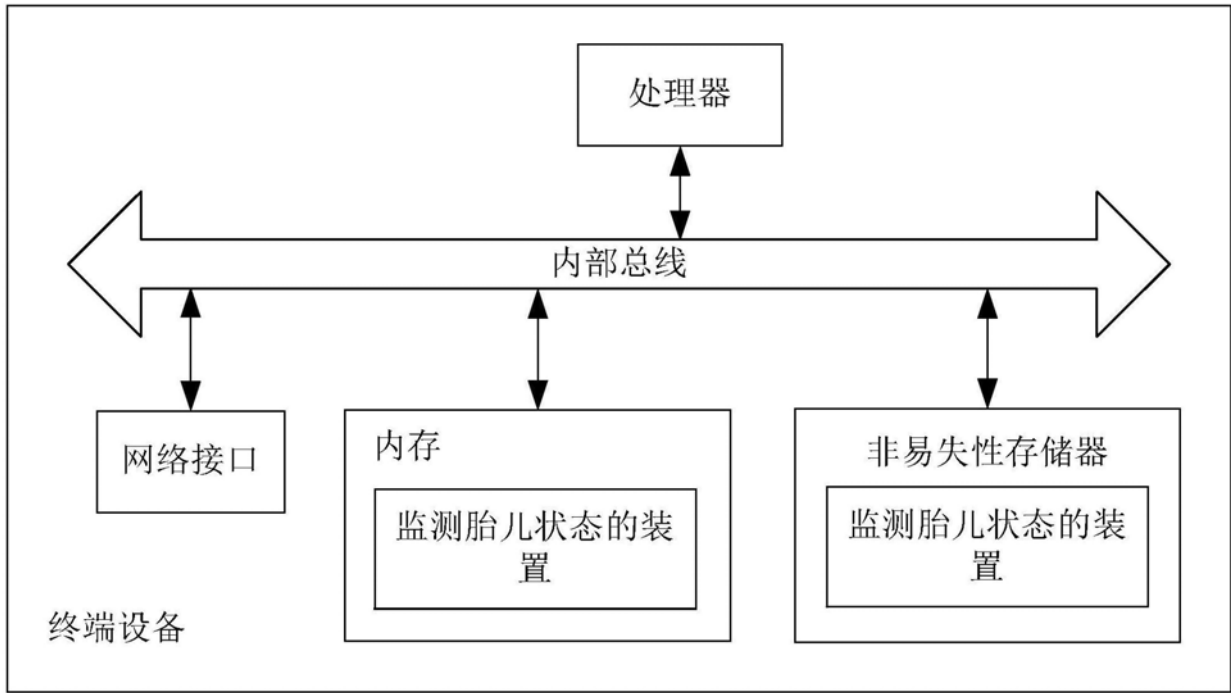 处理器
内部总线
网络接口
内存
监测胎儿状态的装
置
非易失性存储器
监测胎儿状态的装
置
终端设备